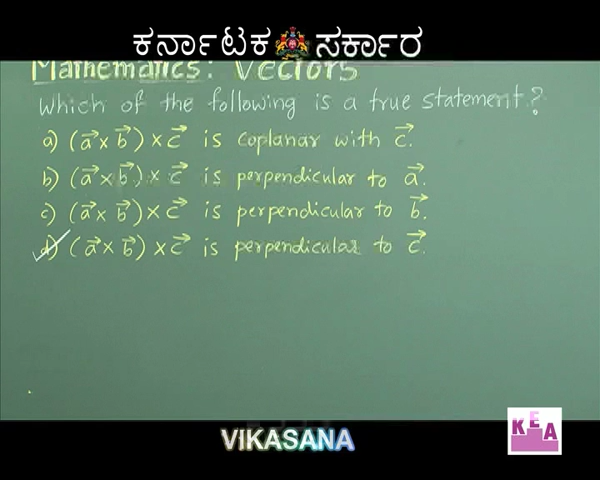 ಕರ್ನಾಟಕ ಸರ್ಕಾರ
Mathematics: Vectors
Which of the following is a true statement?
a) (a⃗ x b⃗) x c⃗ is coplanar with c⃗.
b) (a⃗ x b⃗) x c⃗ is perpendicular to a⃗.
c) (a⃗ x b⃗) x c⃗ is perpendicular to b⃗.
d) (a⃗ x b⃗) x c⃗ is perpendicular to c⃗.
KEA
VIKASANA